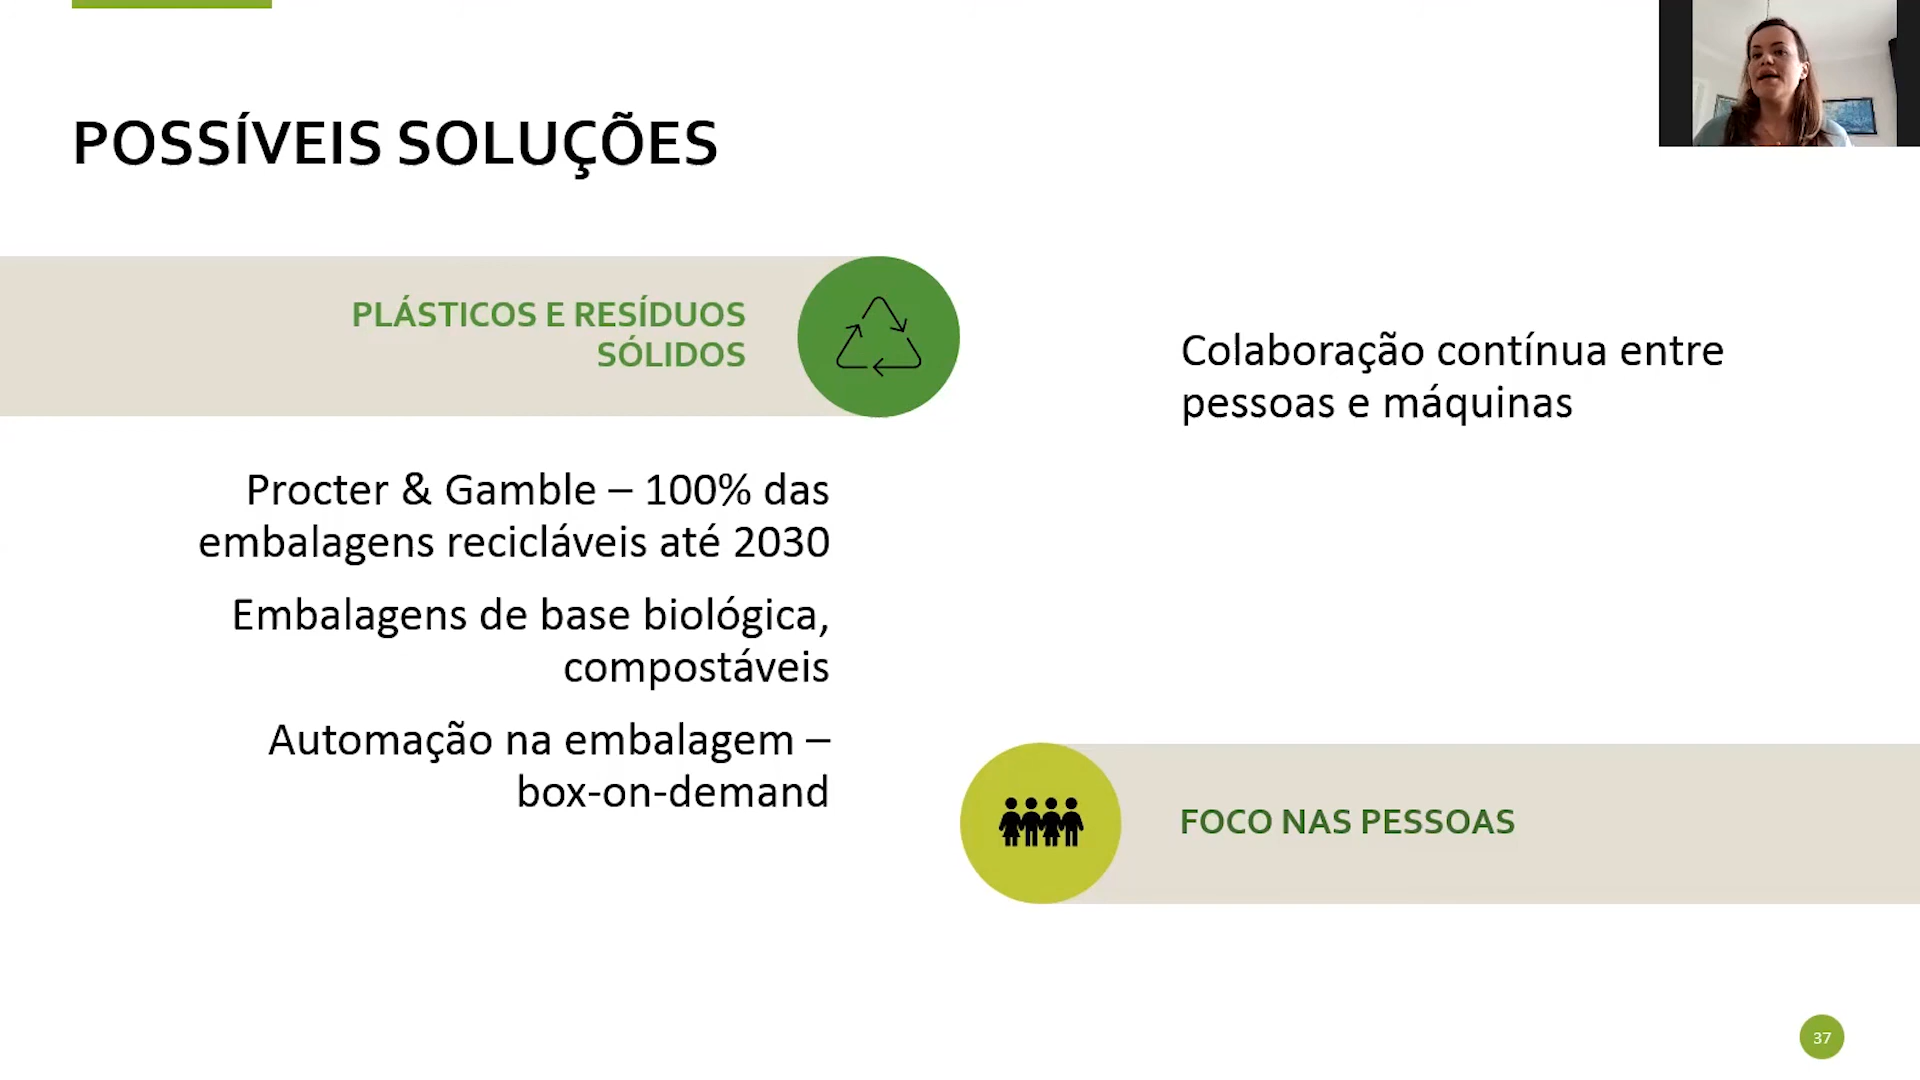 POSSÍVEIS SOLUÇÕES
PLÁSTICOS E RESÍDUOS
SÓLIDOS
Procter & Gamble – 100% das
embalagens recicláveis até 2030
Embalagens de base biológica,
compostáveis
Automação na embalagem –
box-on-demand
Colaboração contínua entre
pessoas e máquinas
FOCO NAS PESSOAS
37